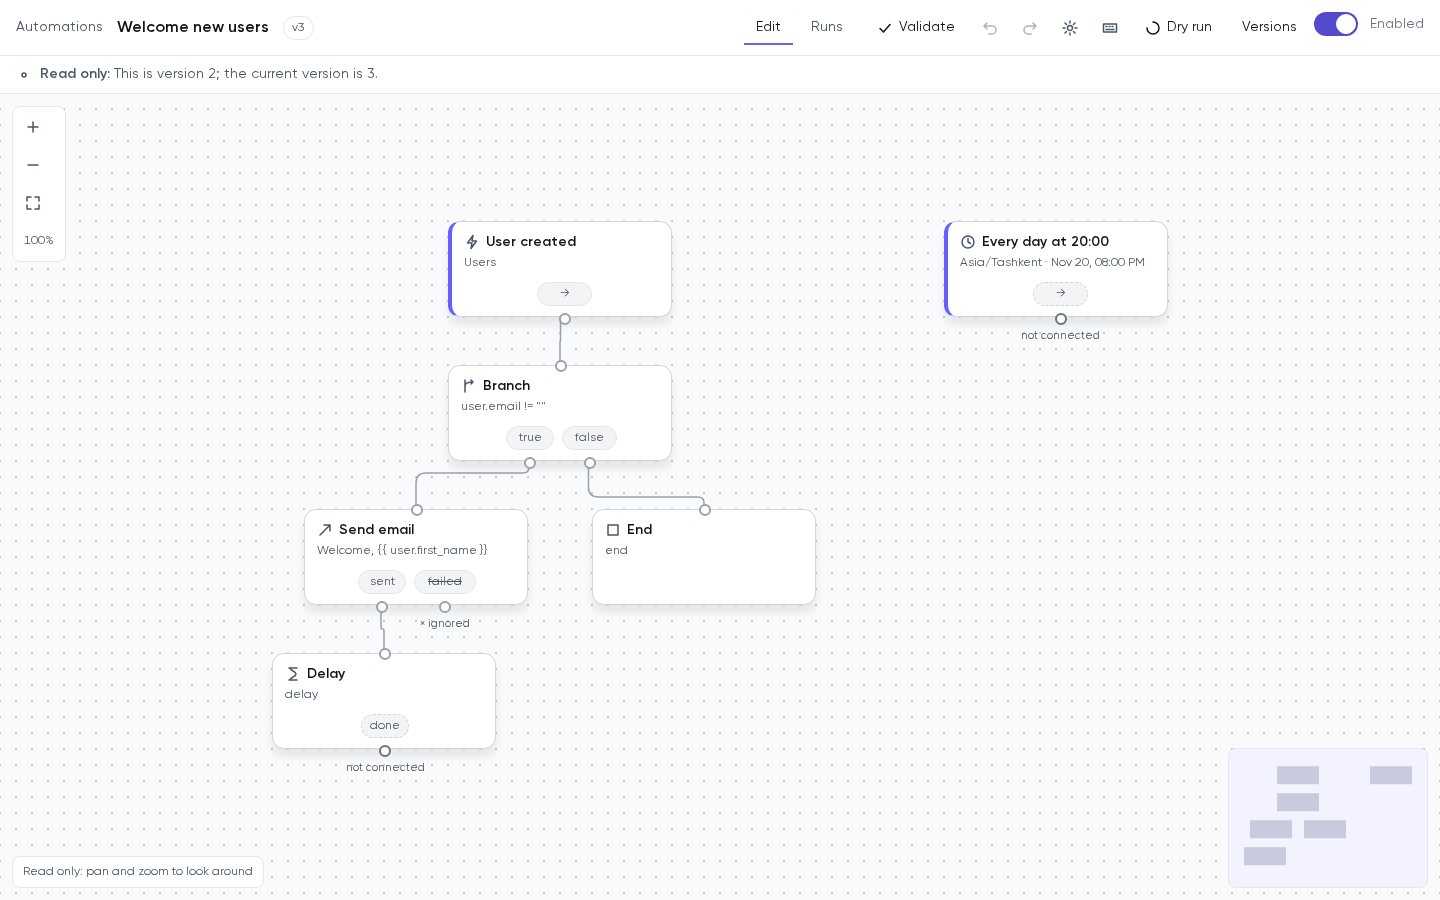 Automations Welcome new users v3 Edit Runs Validate Dry run Versions Enabled
Read only: This is version 2; the current version is 3.
100%
User created
Users
→
Every day at 20:00
Asia/Tashkent · Nov 20, 08:00 PM
→
not connected
Branch
user.email != ""
true false
Send email
Welcome, {{ user.first_name }}
sent failed
× ignored
End
end
Delay
delay
done
not connected
Read only: pan and zoom to look around